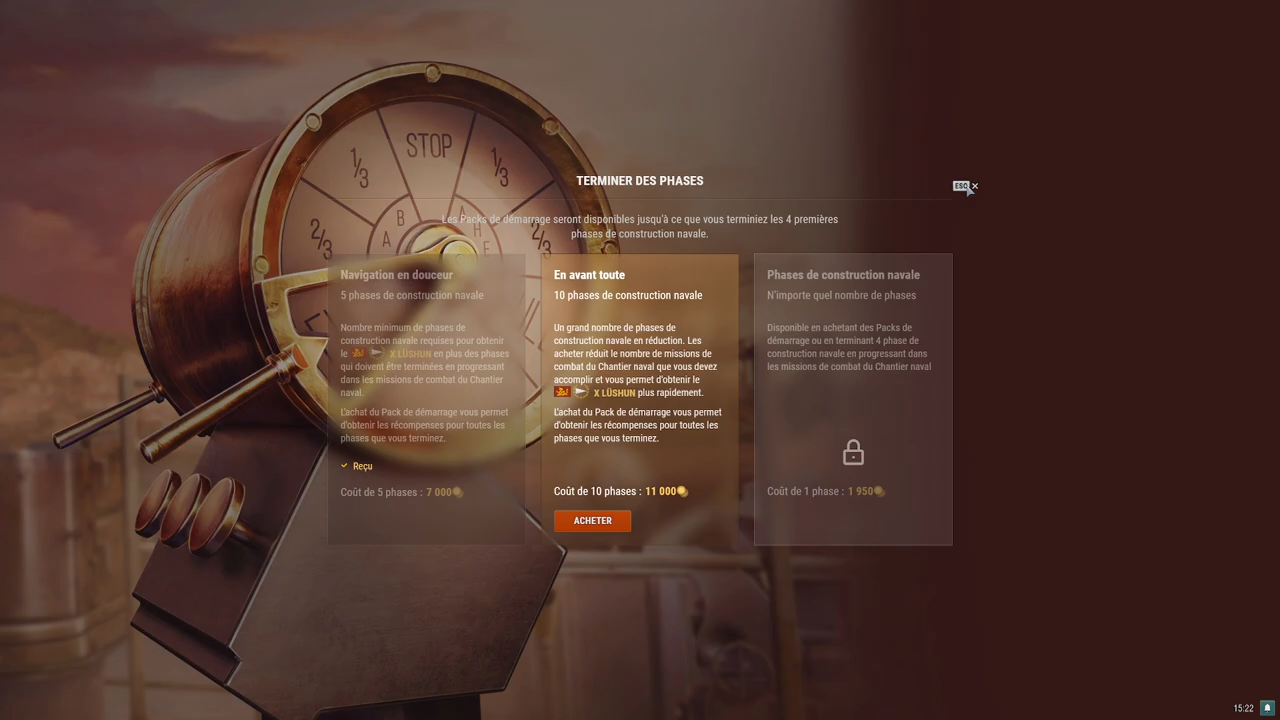 STOP
1/3
1/3
2/3
2/3
B
A
A
H
E
TERMINER DES PHASES
ESC
Les Packs de démarrage seront disponibles jusqu'à ce que vous terminiez les 4 premières
phases de construction navale.
Navigation en douceur
5 phases de construction navale
Nombre minimum de phases de
construction navale requises pour obtenir
le X LÜSHUN en plus des phases
qui doivent être terminées en progressant
dans les missions de combat du Chantier
naval.
L'achat du Pack de démarrage vous permet
d'obtenir les récompenses pour toutes les
phases que vous terminez.
Reçu
Coût de 5 phases : 7 000
En avant toute
10 phases de construction navale
Un grand nombre de phases de
construction navale en réduction. Les
acheter réduit le nombre de missions de
combat du Chantier naval que vous devez
accomplir et vous permet d'obtenir le
X LÜSHUN plus rapidement.
L'achat du Pack de démarrage vous permet
d'obtenir les récompenses pour toutes les
phases que vous terminez.
Coût de 10 phases : 11 000
ACHETER
Phases de construction navale
N'importe quel nombre de phases
Disponible en achetant des Packs de
démarrage ou en terminant 4 phase de
construction navale en progressant dans
les missions de combat du Chantier naval
Coût de 1 phase : 1 950
15:22